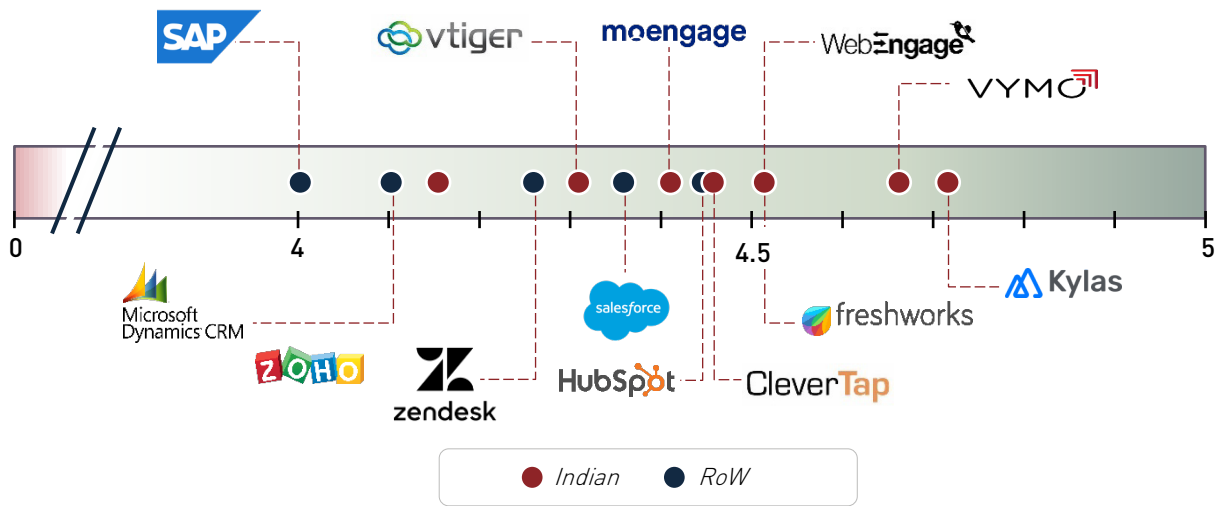 SAP
vtiger
moengage
WebEngage
VYMO
0
4
4.5
5
Microsoft
Dynamics CRM
ZOHO
zendesk
salesforce
HubSpot
CleverTap
freshworks
Kylas
Indian
RoW